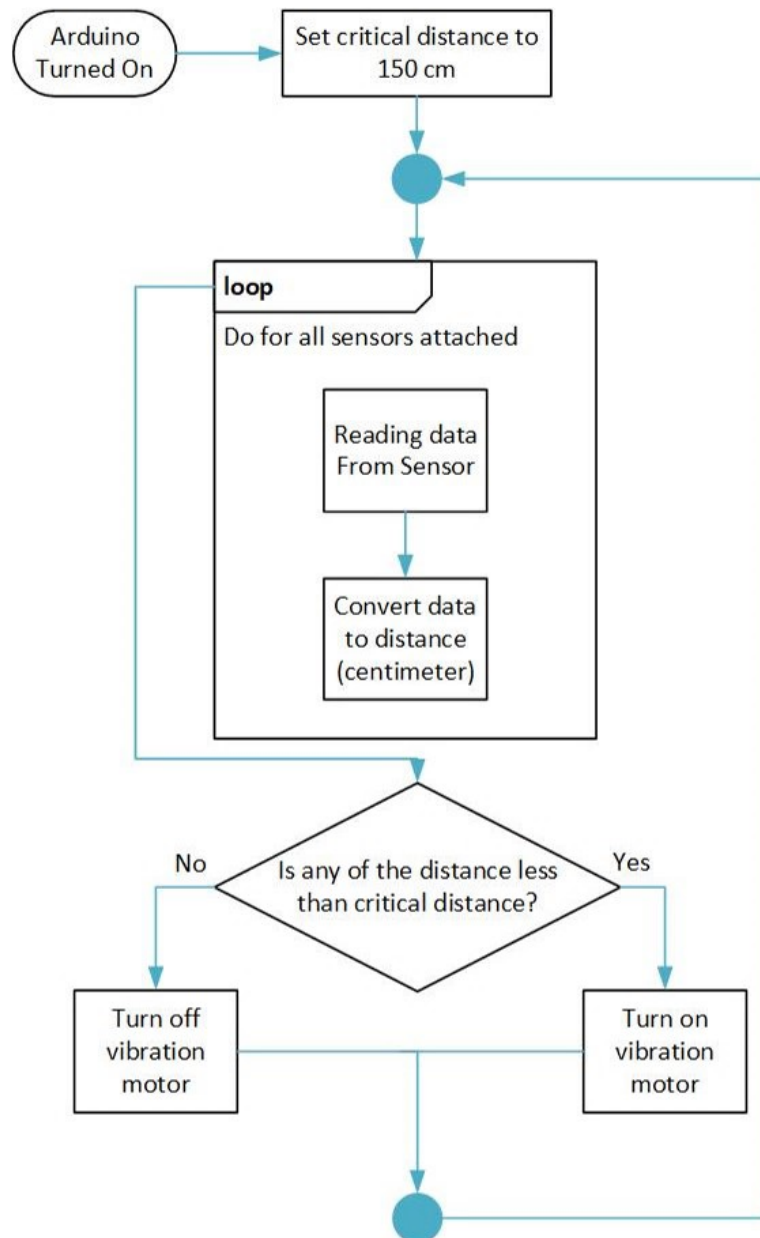 Arduino
Turned On
Set critical distance to
150 cm
loop
Do for all sensors attached
Reading data
From Sensor
Convert data
to distance
(centimeter)
No
Is any of the distance less
than critical distance?
Yes
Turn off
vibration
motor
Turn on
vibration
motor